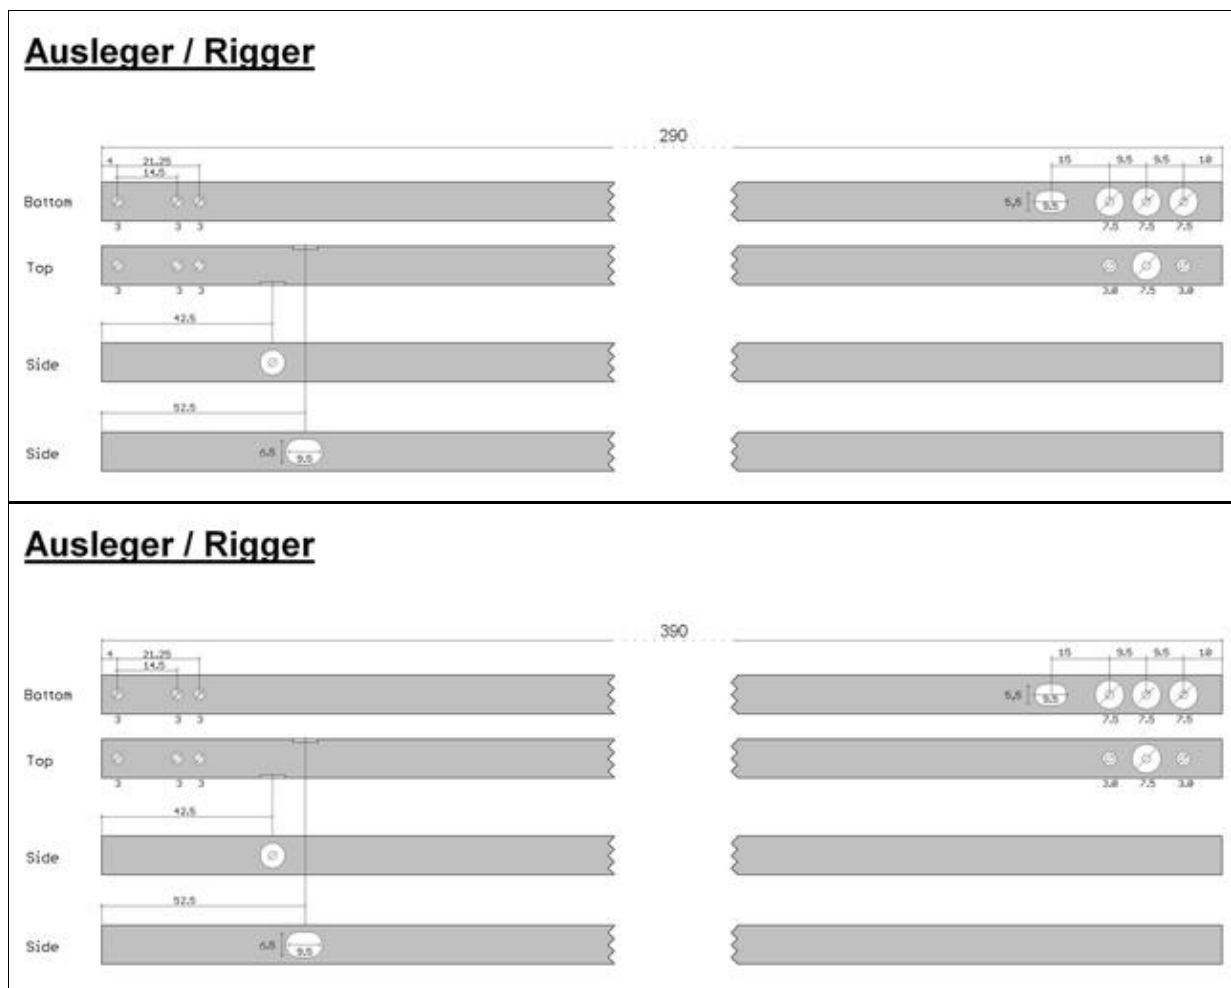 Ausleger / Rigger
290
4 21,25 15 9,5 9,5 10
14,5
Bottom 5,5 9,5
3 3 3 7.5 7.5 7.5
Top
3 3 3 3.0 7.5 3.0
42,5
Side
52,5
Side 6,5 9,5
Ausleger / Rigger
390
4 21,25 15 9,5 9,5 10
14,5
Bottom 5,5 9,5
3 3 3 7.5 7.5 7.5
Top
3 3 3 3.0 7.5 3.0
42,5
Side
52,5
Side 6,5 9,5